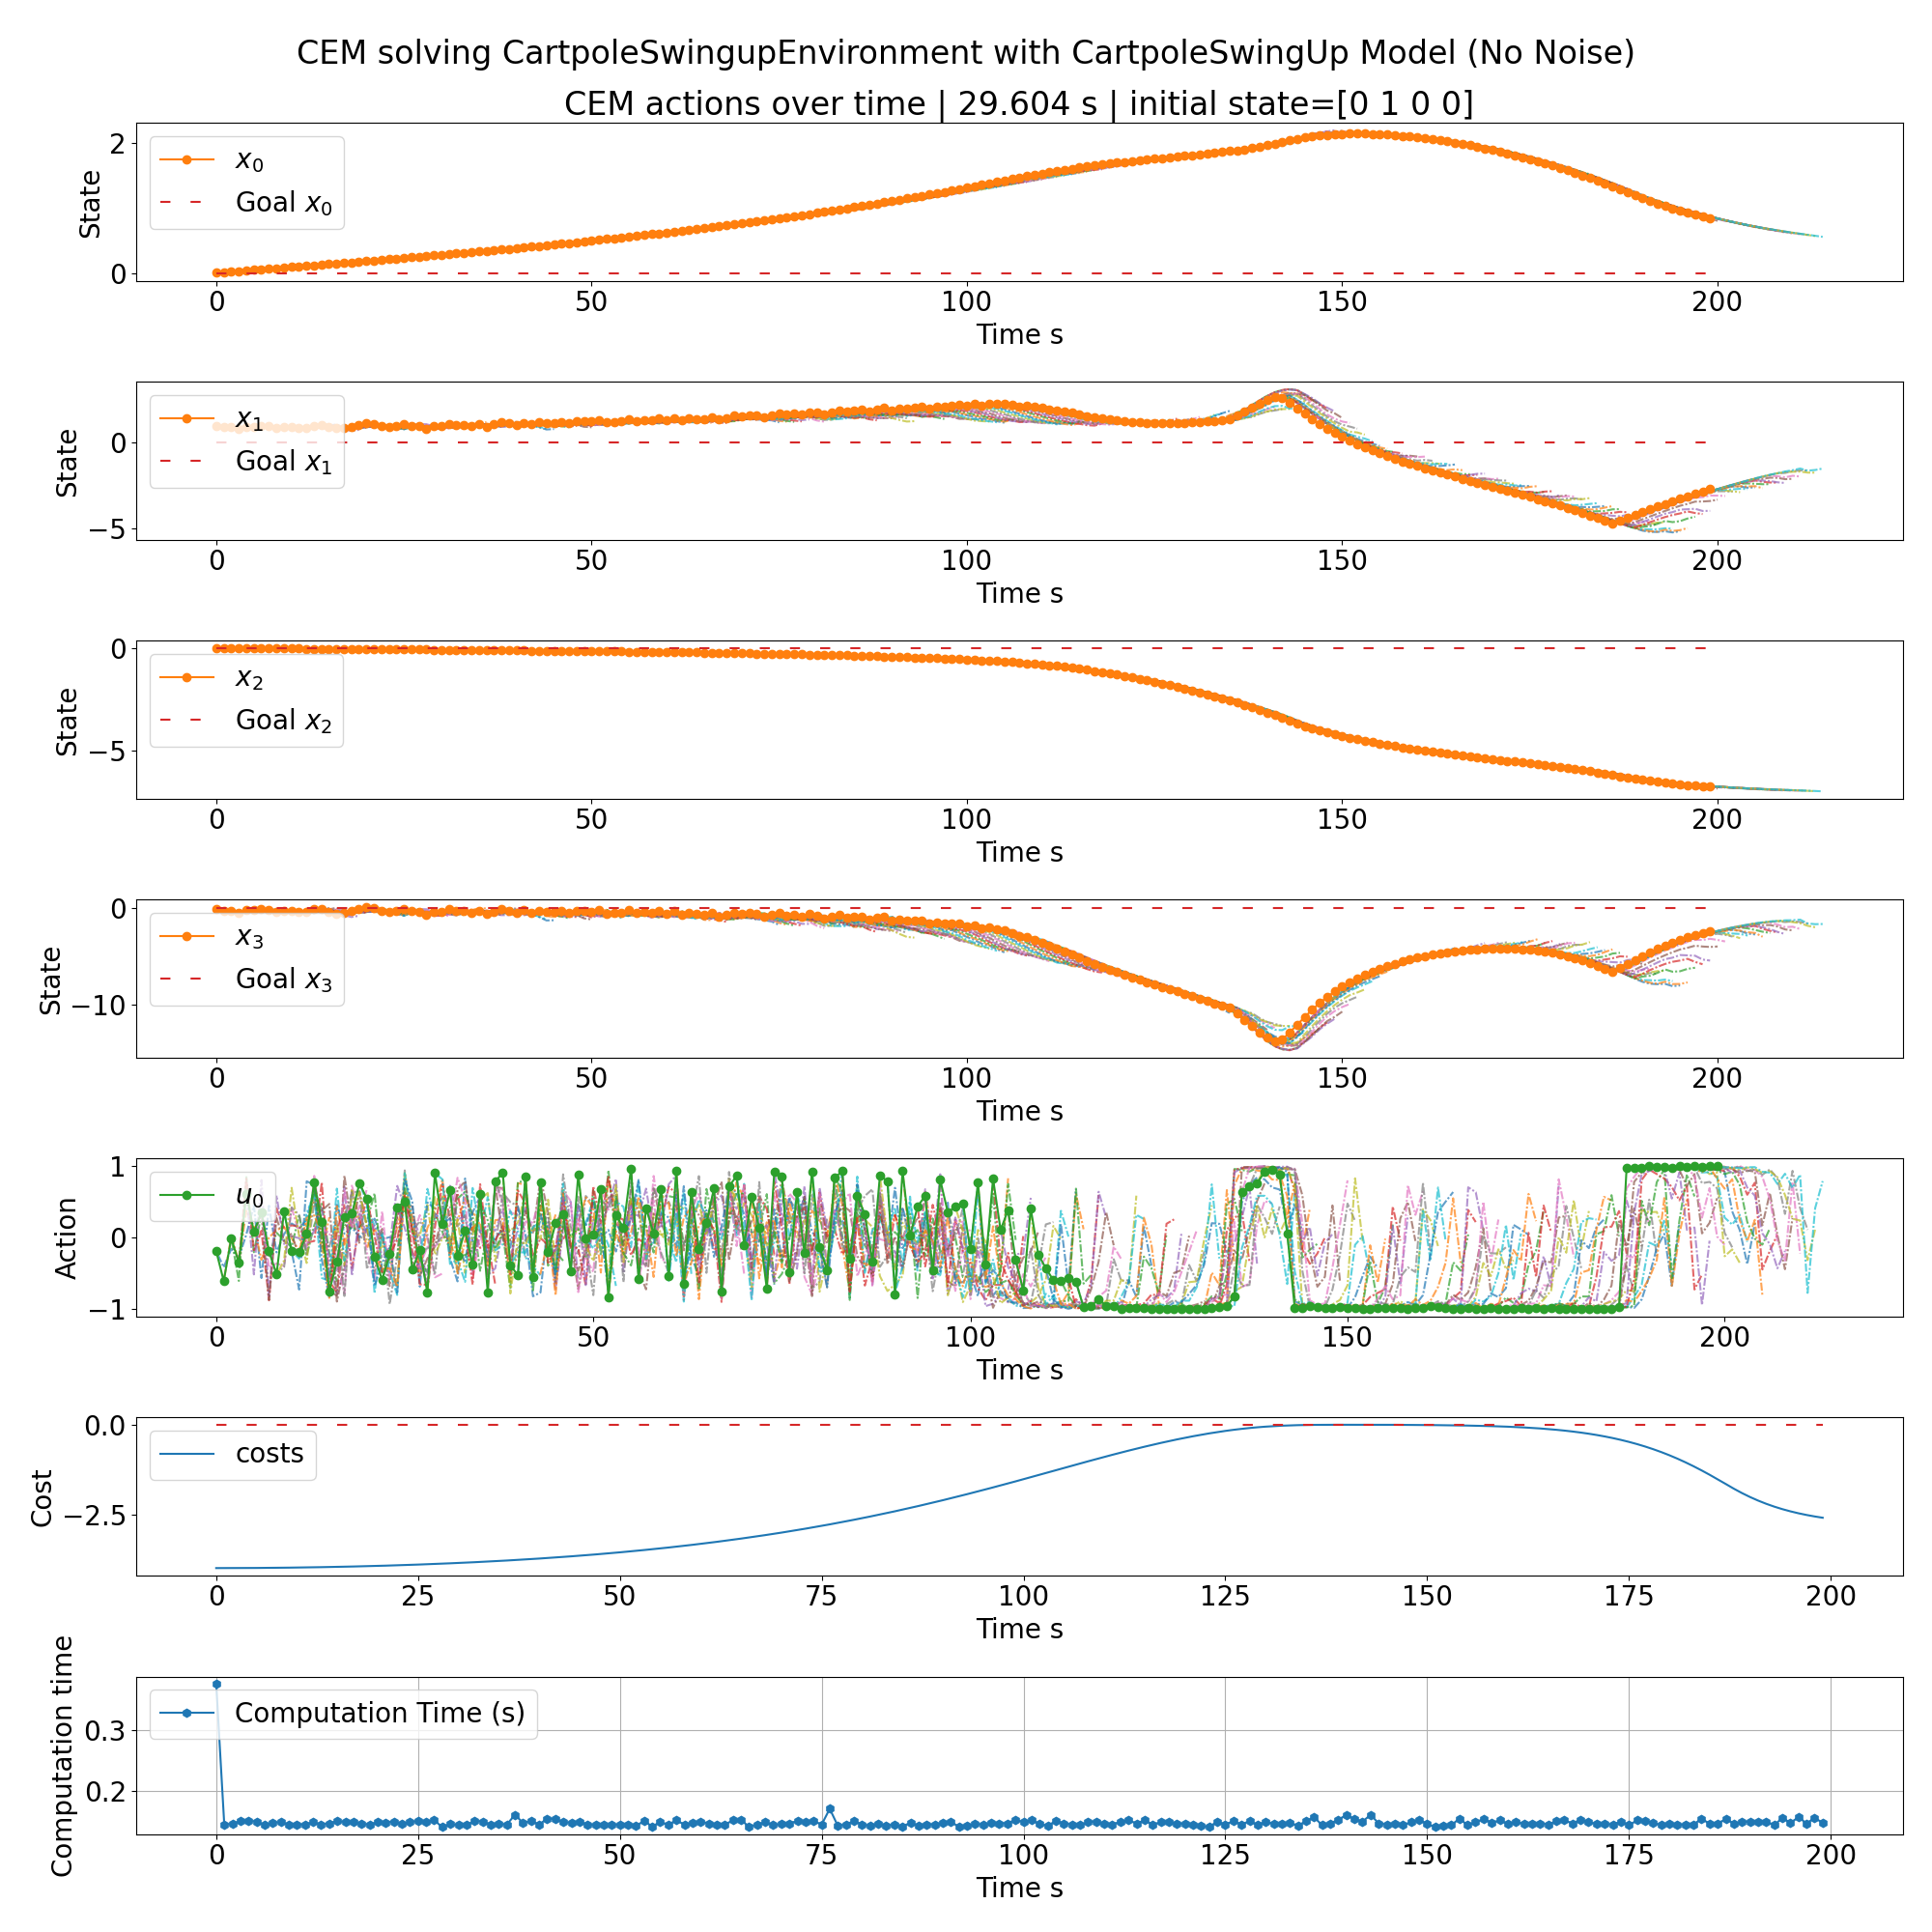 CEM solving CartpoleSwingupEnvironment with CartpoleSwingUp Model (No Noise)
CEM actions over time | 29.604 s | initial state=[0 1 0 0]
State
2
0
x₀
Goal x₀
0 50 100 150 200
Time s
State
0
−5
x₁
Goal x₁
0 50 100 150 200
Time s
State
0
−5
x₂
Goal x₂
0 50 100 150 200
Time s
State
0
−10
x₃
Goal x₃
0 50 100 150 200
Time s
Action
1
0
−1
u₀
0 50 100 150 200
Time s
Cost
0.0
−2.5
costs
0 25 50 75 100 125 150 175 200
Time s
Computation time
0.3
0.2
Computation Time (s)
0 25 50 75 100 125 150 175 200
Time s